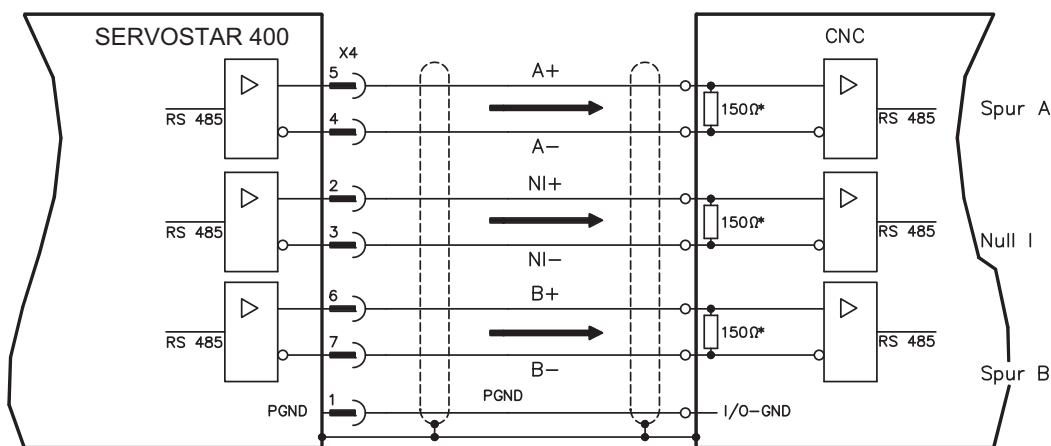 SERVOSTAR 400
X4
CNC
5
A+
RS 485
150Ω*
RS 485
Spur A
4
A−
2
NI+
RS 485
150Ω*
RS 485
Null I
3
NI−
6
B+
RS 485
150Ω*
RS 485
7
B−
Spur B
PGND
1
PGND
I/O-GND